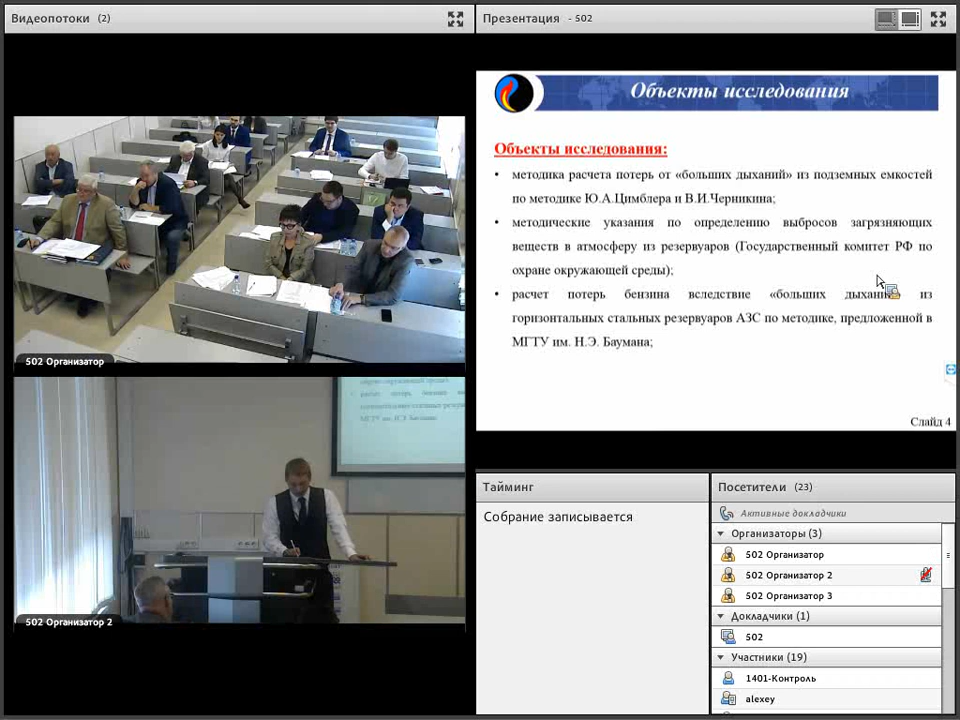 Видеопотоки (2)
502 Организатор
502 Организатор 2
Презентация - 502
Объекты исследования
Объекты исследования:
• методика расчета потерь от «больших дыханий» из подземных емкостей
по методике Ю.А.Цимблера и В.И.Черникина;
• методические указания по определению выбросов загрязняющих
веществ в атмосферу из резервуаров (Государственный комитет РФ по
охране окружающей среды);
• расчет потерь бензина вследствие «больших из
горизонтальных стальных резервуаров АЗС по методике, предложенной в
МГТУ им. Н.Э. Баумана;
Слайд 4
Тайминг
Собрание записывается
Посетители (23)
Активные докладчики
Организаторы (3)
502 Организатор
502 Организатор 2
502 Организатор 3
Докладчики (1)
502
Участники (19)
1401-Контроль
alexey